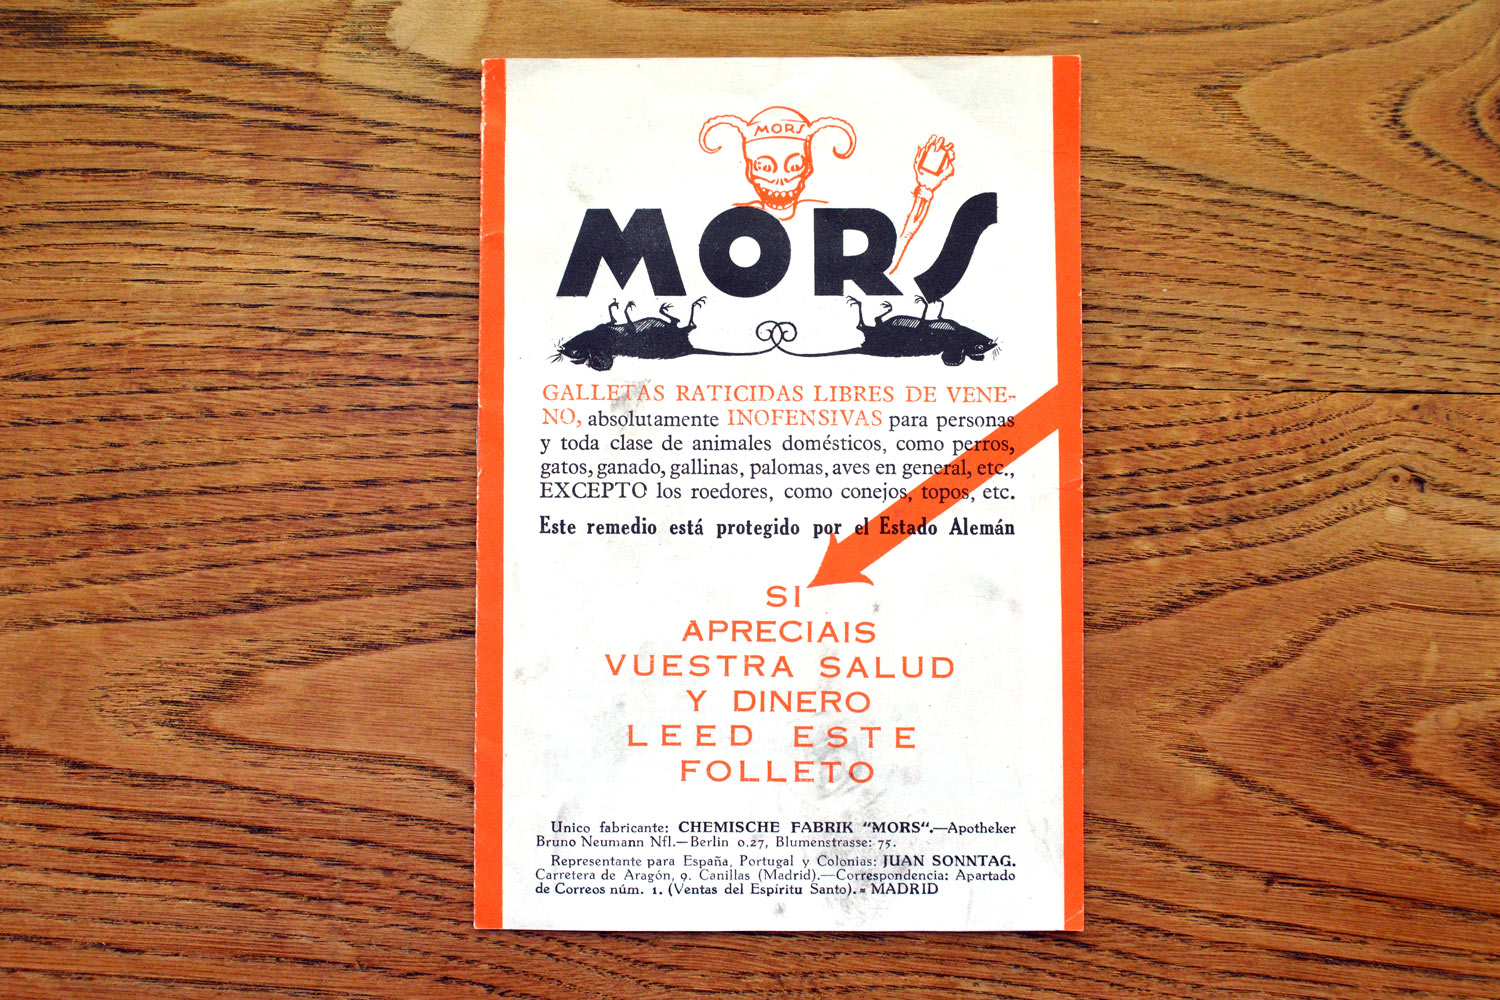 MORS
MORS
GALLETAS RATICIDAS LIBRES DE VENE-
NO, absolutamente INOFENSIVAS para personas
y toda clase de animales domésticos, como perros,
gatos, ganado, gallinas, palomas, aves en general, etc.,
EXCEPTO los roedores, como conejos, topos, etc.
Este remedio está protegido por el Estado Alemán
SI
APRECIAIS
VUESTRA SALUD
Y DINERO
LEED ESTE
FOLLETO
Unico fabricante: CHEMISCHE FABRIK "MORS".—Apotheker
Bruno Neumann Nfl.—Berlin 0.27, Blumenstrasse: 75.
Representante para España, Portugal y Colonias: JUAN SONNTAG.
Carretera de Aragón, 9. Canillas (Madrid).—Correspondencia: Apartado
de Correos núm. 1. (Ventas del Espíritu Santo).-MADRID